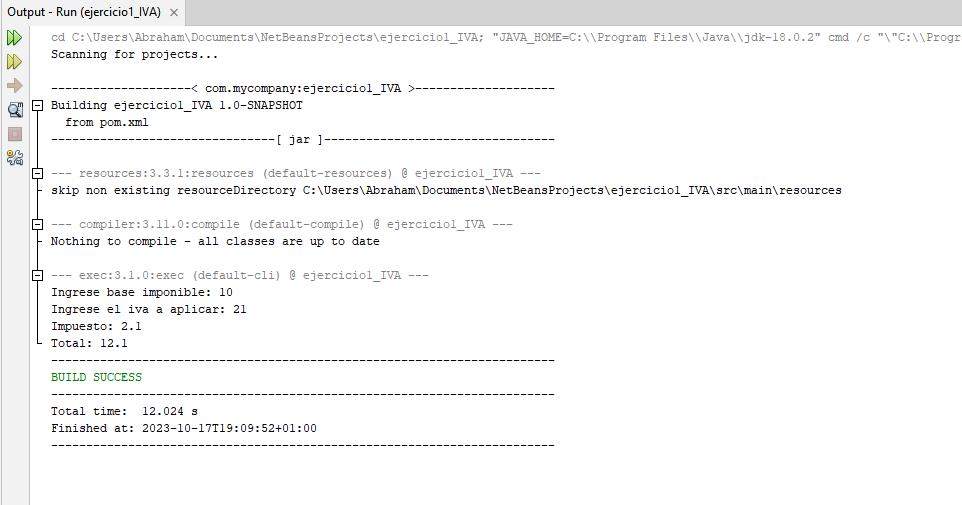 Output - Run (ejercicio1_IVA) ×
cd C:\Users\Abraham\Documents\NetBeansProjects\ejercicio1_IVA; "JAVA_HOME=C:\\Program Files\\Java\\jdk-18.0.2" cmd /c "\"C:\\Progr
Scanning for projects...
--------------------< com.mycompany:ejercicio1_IVA >--------------------
Building ejercicio1_IVA 1.0-SNAPSHOT
from pom.xml
--------------------------------[ jar ]---------------------------------
--- resources:3.3.1:resources (default-resources) @ ejercicio1_IVA ---
skip non existing resourceDirectory C:\Users\Abraham\Documents\NetBeansProjects\ejercicio1_IVA\src\main\resources
--- compiler:3.11.0:compile (default-compile) @ ejercicio1_IVA ---
Nothing to compile - all classes are up to date
--- exec:3.1.0:exec (default-cli) @ ejercicio1_IVA ---
Ingrese base imponible: 10
Ingrese el iva a aplicar: 21
Impuesto: 2.1
Total: 12.1
------------------------------------------------------------------------
BUILD SUCCESS
------------------------------------------------------------------------
Total time:  12.024 s
Finished at: 2023-10-17T19:09:52+01:00
------------------------------------------------------------------------